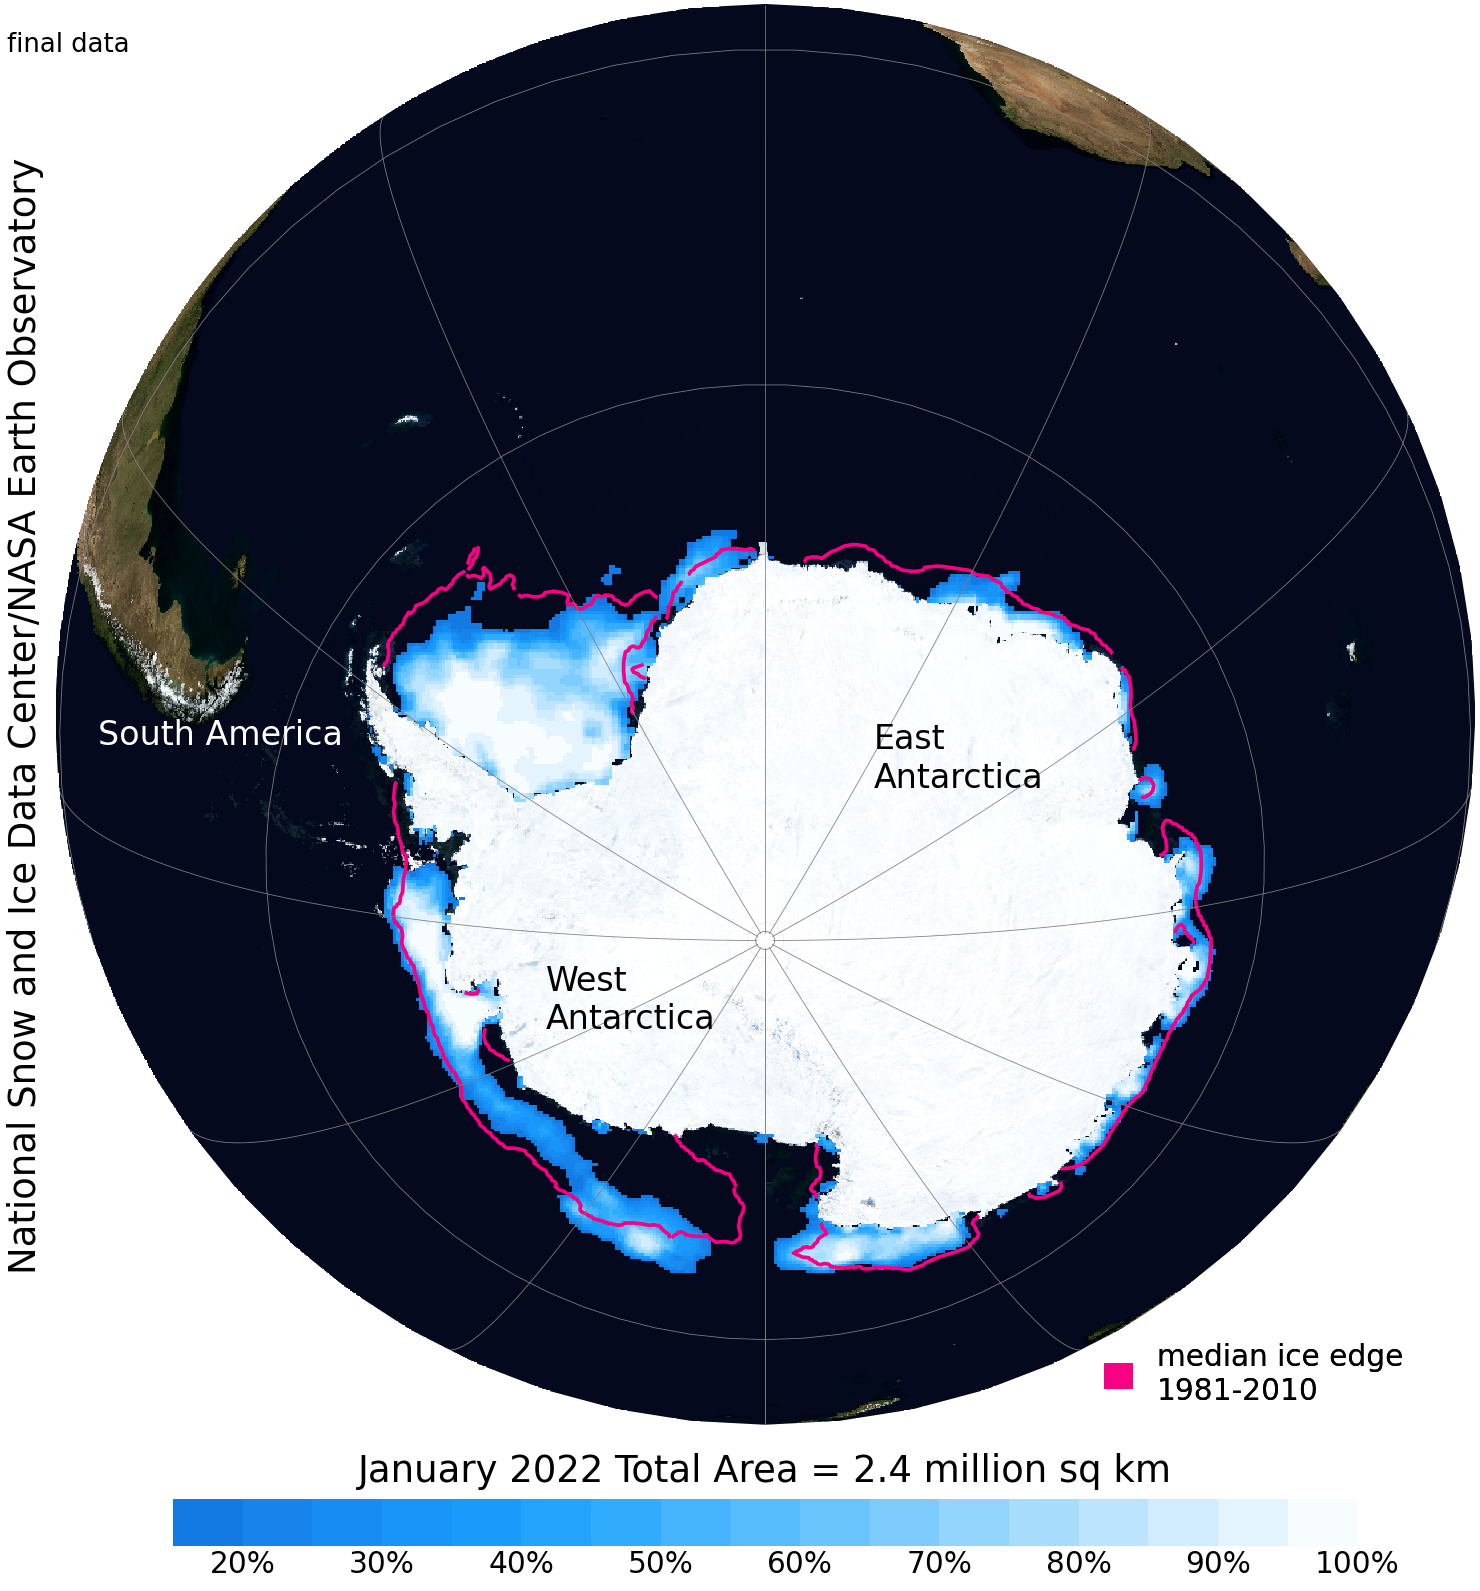 final data
National Snow and Ice Data Center/NASA Earth Observatory
South America
East
Antarctica
West
Antarctica
median ice edge
1981-2010
January 2022 Total Area = 2.4 million sq km
20% 30% 40% 50% 60% 70% 80% 90% 100%